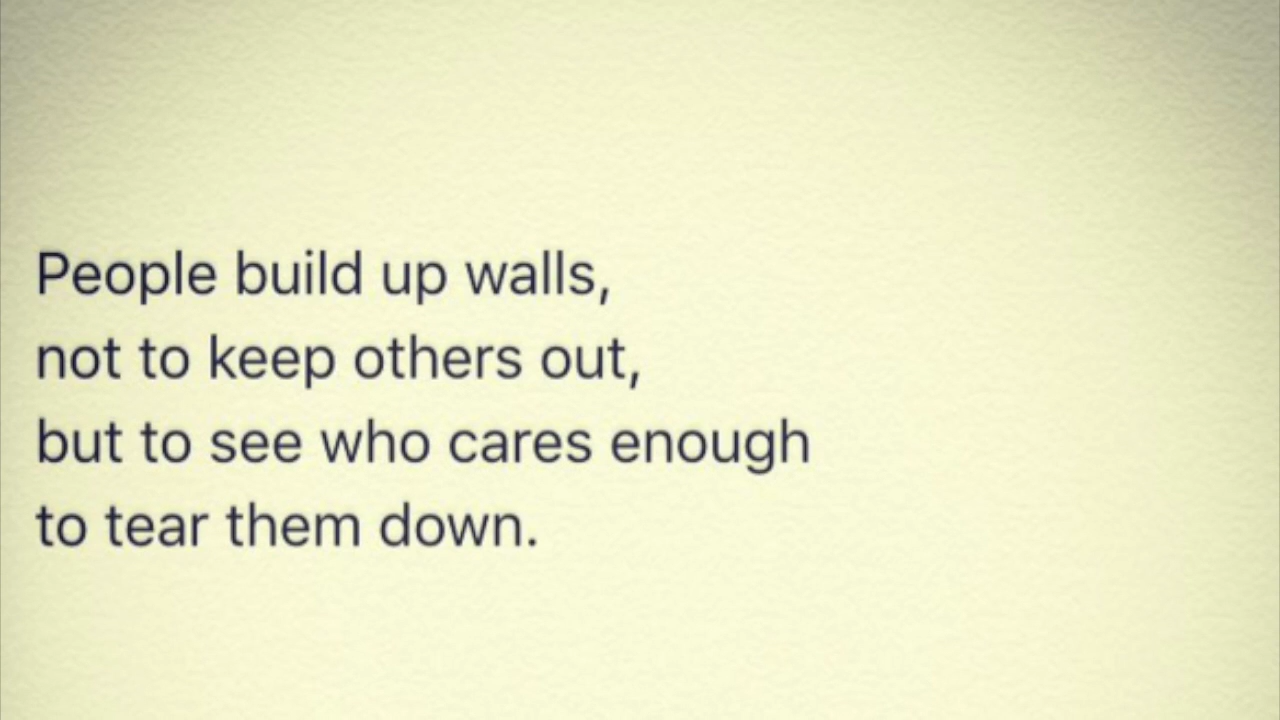 People build up walls,
not to keep others out,
but to see who cares enough
to tear them down.